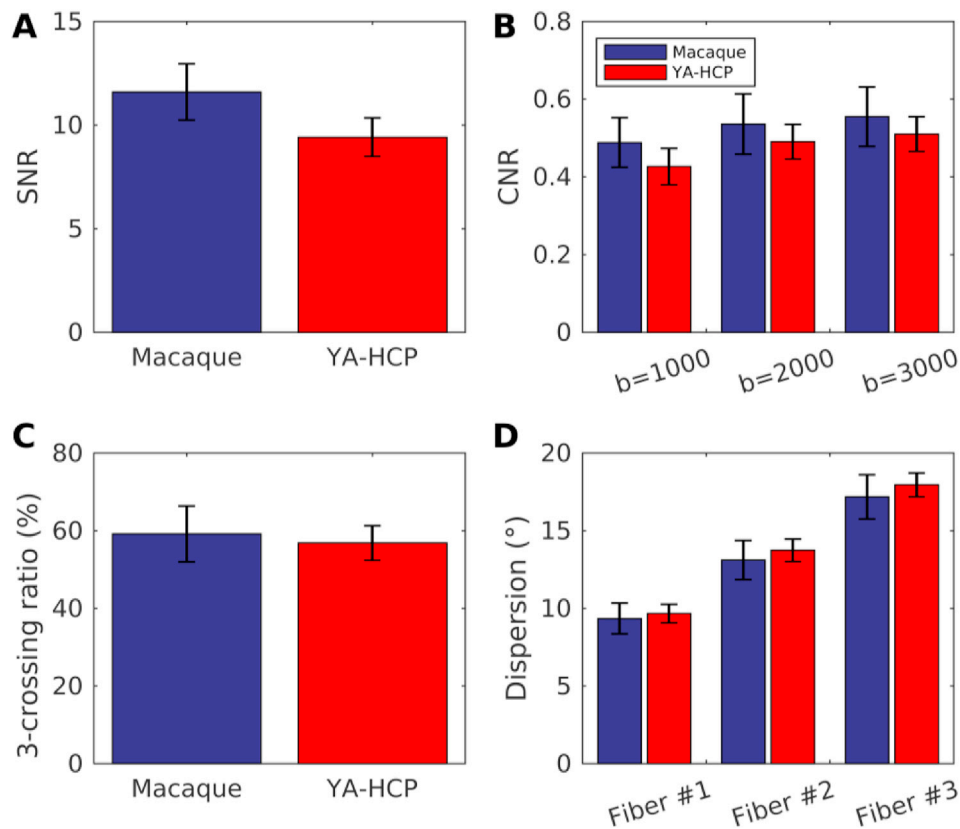 A
15
10
5
0
SNR
Macaque
YA-HCP
B
0.8
0.6
0.4
0.2
0
CNR
Macaque
YA-HCP
b=1000
b=2000
b=3000
C
80
60
40
20
0
3-crossing ratio (%)
Macaque
YA-HCP
D
20
15
10
5
0
Dispersion (°)
Fiber #1
Fiber #2
Fiber #3